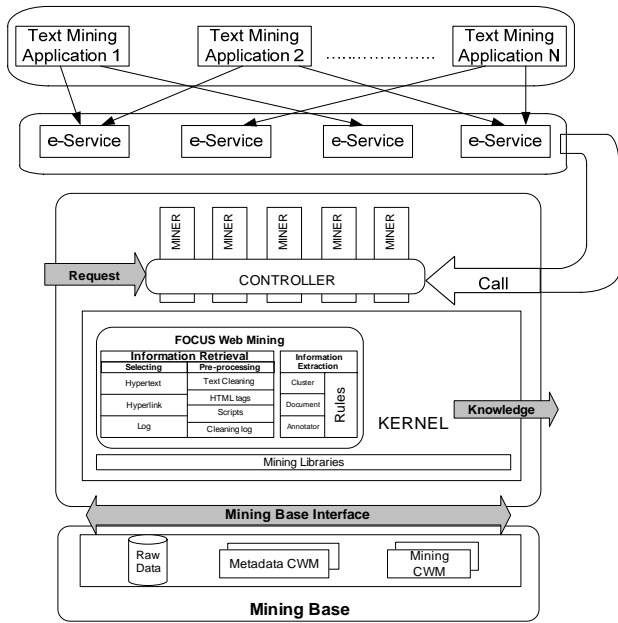 Text Mining
Application 1
Text Mining
Application 2
.......................
Text Mining
Application N
e-Service
e-Service
e-Service
e-Service
MINER
MINER
MINER
MINER
MINER
Request
CONTROLLER
Call
FOCUS Web Mining
Information Retrieval
Selecting
Pre-processing
Hypertext
Hyperlink
Log
Text Cleaning
HTML tags
Scripts
Cleaning log
Information
Extraction
Cluster
Document
Annotator
Rules
KERNEL
Knowledge
Mining Libraries
Mining Base Interface
Raw
Data
Metadata CWM
Mining
CWM
Mining Base